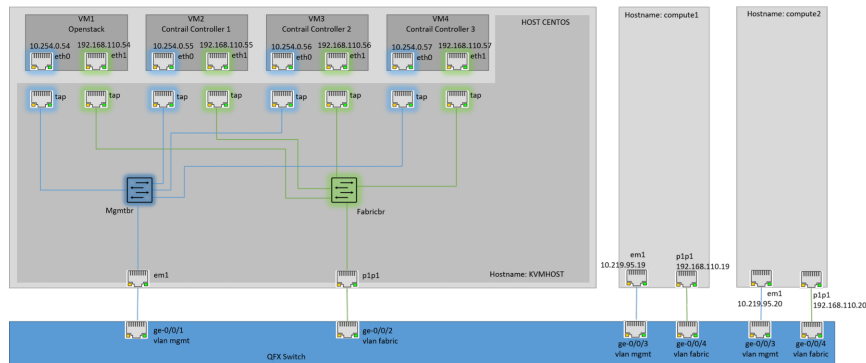 VM1
Openstack
VM2
Contrail Controller 1
VM3
Contrail Controller 2
VM4
Contrail Controller 3
HOST CENTOS
Hostname: compute1
Hostname: compute2
10.254.0.54
192.168.110.54
10.254.0.55
192.168.110.55
10.254.0.56
192.168.110.56
10.254.0.57
192.168.110.57
eth0
eth1
eth0
eth1
eth0
eth1
eth0
eth1
tap
tap
tap
tap
tap
tap
tap
tap
Mgmtbr
Fabricbr
em1
p1p1
Hostname: KVMHOST
em1
10.219.95.19
p1p1
192.168.110.19
em1
10.219.95.20
p1p1
192.168.110.20
ge-0/0/1
vlan mgmt
ge-0/0/2
vlan fabric
ge-0/0/3
vlan mgmt
ge-0/0/4
vlan fabric
ge-0/0/3
vlan mgmt
ge-0/0/4
vlan fabric
QFX Switch